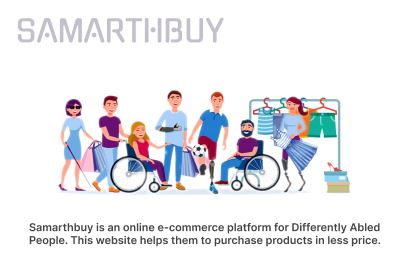 SAMARTHBUY
Samarthbuy is an online e-commerce platform for Differently Abled
People. This website helps them to purchase products in less price.